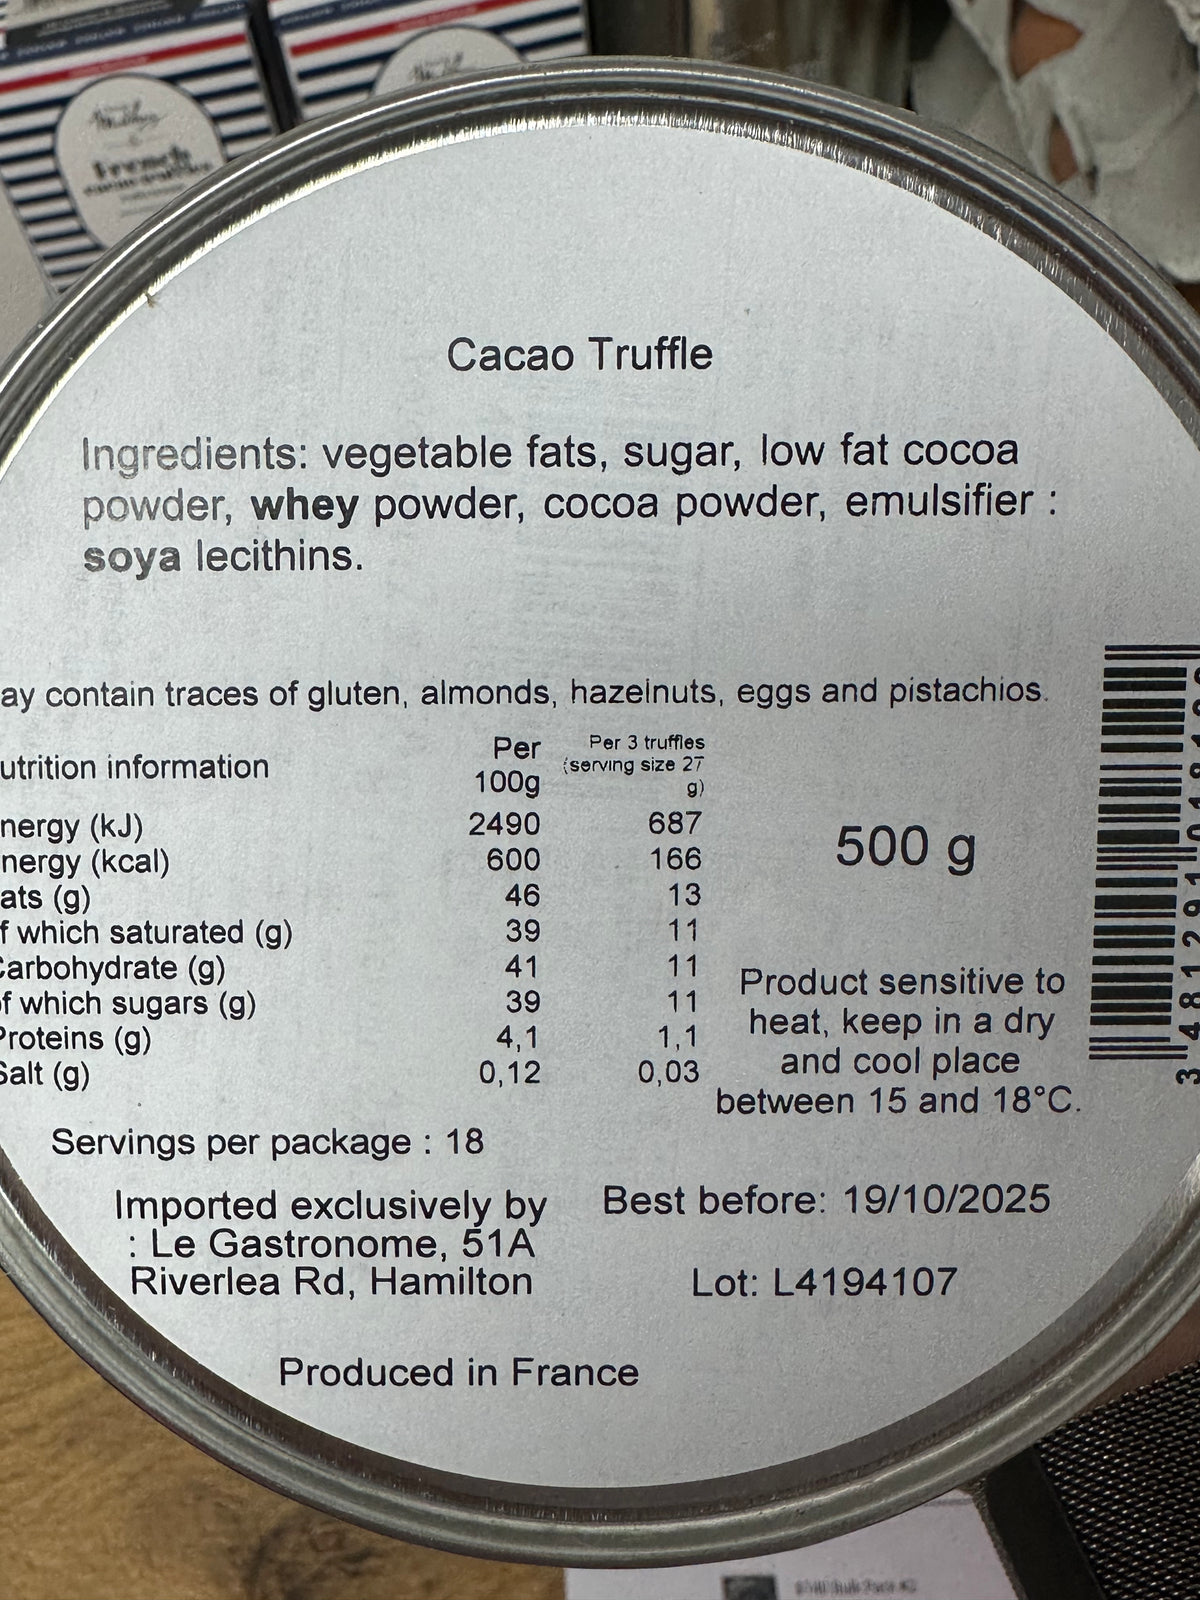 French
Cacao Truffle
Ingredients: vegetable fats, sugar, low fat cocoa
powder, whey powder, cocoa powder, emulsifier :
soya lecithins.
ay contain traces of gluten, almonds, hazelnuts, eggs and pistachios.
utrition information Per 100g Per 3 truffles (serving size 27 g)
nergy (kJ) 2490 687
nergy (kcal) 600 166
ats (g) 46 13
f which saturated (g) 39 11
Carbohydrate (g) 41 11
of which sugars (g) 39 11
Proteins (g) 4,1 1,1
Salt (g) 0,12 0,03
Servings per package : 18
500 g
Product sensitive to
heat, keep in a dry
and cool place
between 15 and 18°C.
Imported exclusively by
: Le Gastronome, 51A
Riverlea Rd, Hamilton
Best before: 19/10/2025
Lot: L4194107
Produced in France